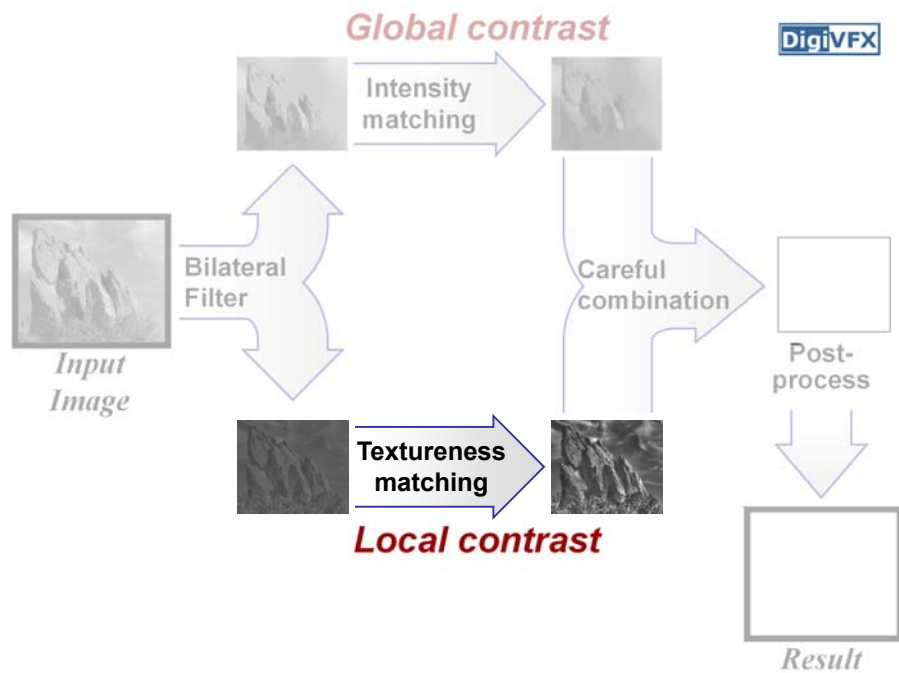 Global contrast
DigiVFX
Intensity
matching
Bilateral
Filter
Careful
combination
Input
Image
Post-
process
Textureness
matching
Local contrast
Result